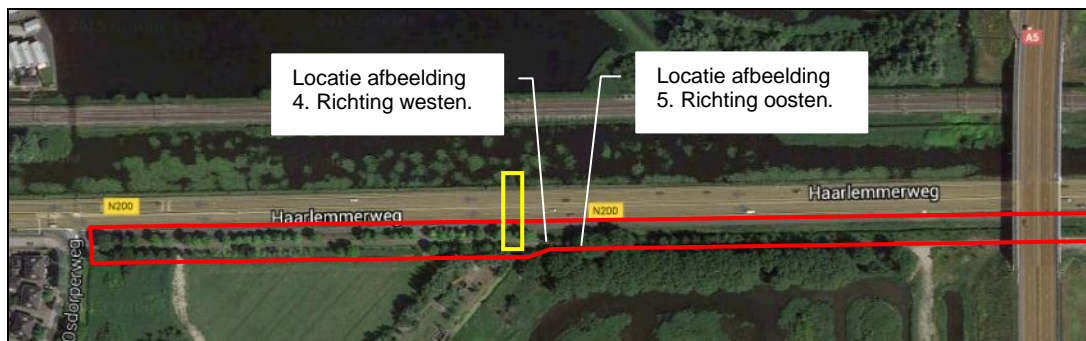 Locatie afbeelding
4. Richting westen.
Locatie afbeelding
5. Richting oosten.
A5
Haarlemmerweg
N200
Haarlemmerweg
N200
Osdorperweg